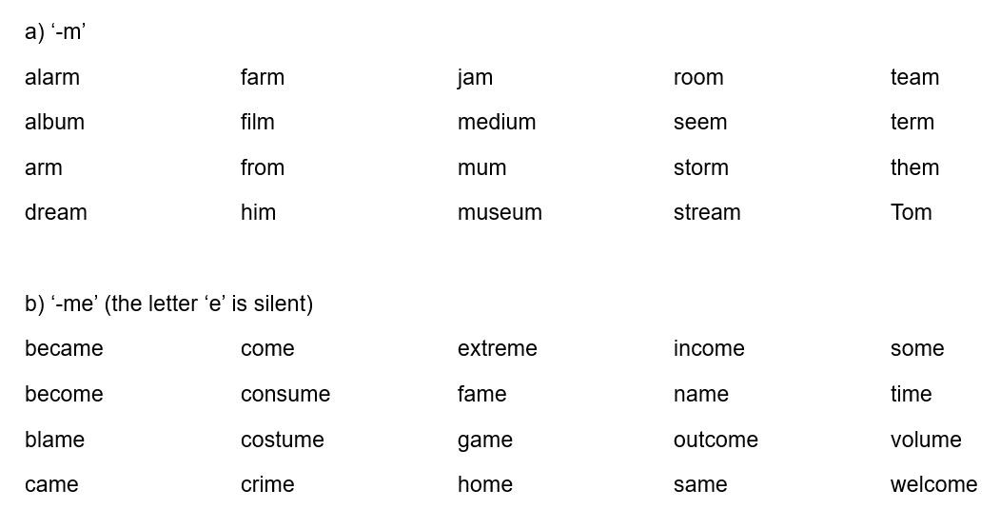 a) ‘-m’
alarm farm jam room team
album film medium seem term
arm from mum storm them
dream him museum stream Tom
b) ‘-me’ (the letter ‘e’ is silent)
became come extreme income some
become consume fame name time
blame costume game outcome volume
came crime home same welcome